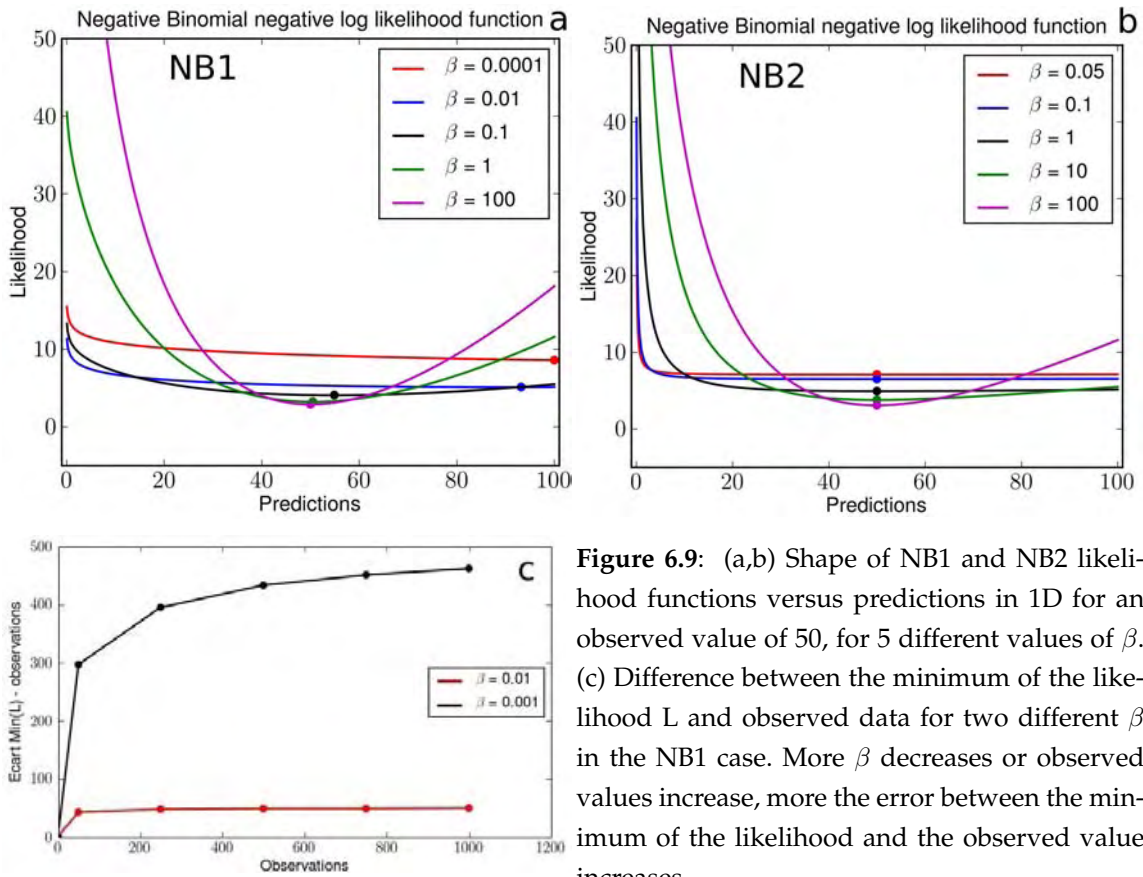 Negative Binomial negative log likelihood function
a
NB1
β = 0.0001
β = 0.01
β = 0.1
β = 1
β = 100
50
40
30
20
10
0
Likelihood
0 20 40 60 80 100
Predictions
Negative Binomial negative log likelihood function
b
NB2
β = 0.05
β = 0.1
β = 1
β = 10
β = 100
50
40
30
20
10
0
Likelihood
0 20 40 60 80 100
Predictions
c
500
400
300
200
100
0
Ecart Min(L) - observations
β = 0.01
β = 0.001
0 200 400 600 800 1000 1200
Observations
Figure 6.9: (a,b) Shape of NB1 and NB2 likeli-
hood functions versus predictions in 1D for an
observed value of 50, for 5 different values of β.
(c) Difference between the minimum of the like-
lihood L and observed data for two different β
in the NB1 case. More β decreases or observed
values increase, more the error between the min-
imum of the likelihood and the observed value
increases